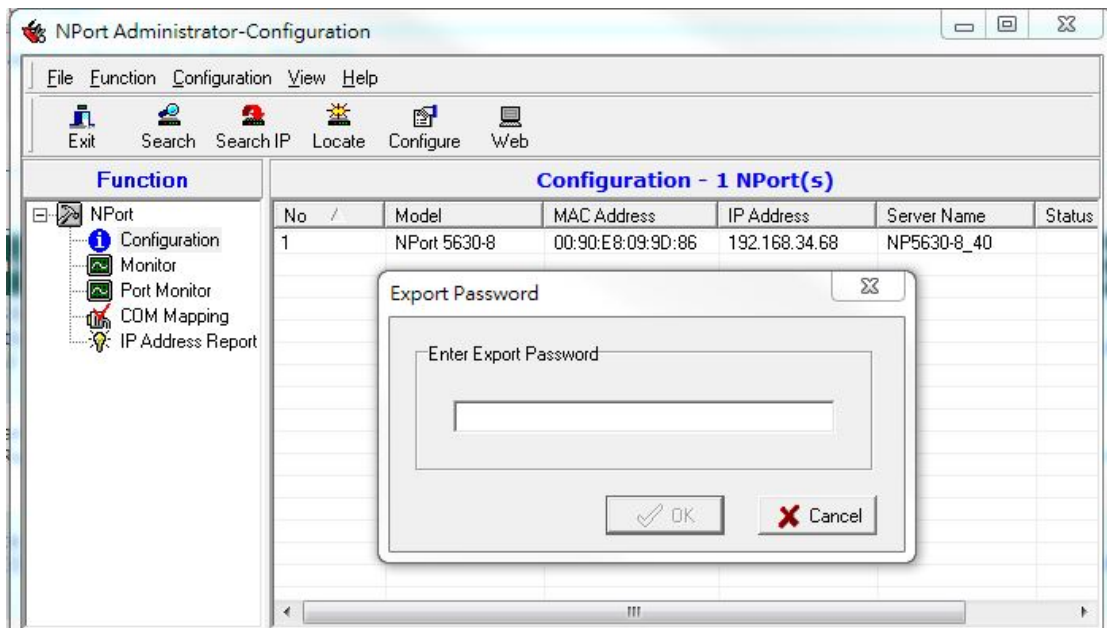 NPort Administrator-Configuration
File Function Configuration View Help
Exit Search Search IP Locate Configure Web
Function
Configuration - 1 NPort(s)
NPort
Configuration
Monitor
Port Monitor
COM Mapping
IP Address Report
No Model MAC Address IP Address Server Name Status
1 NPort 5630-8 00:90:E8:09:9D:86 192.168.34.68 NP5630-8_40
Export Password
Enter Export Password
OK Cancel